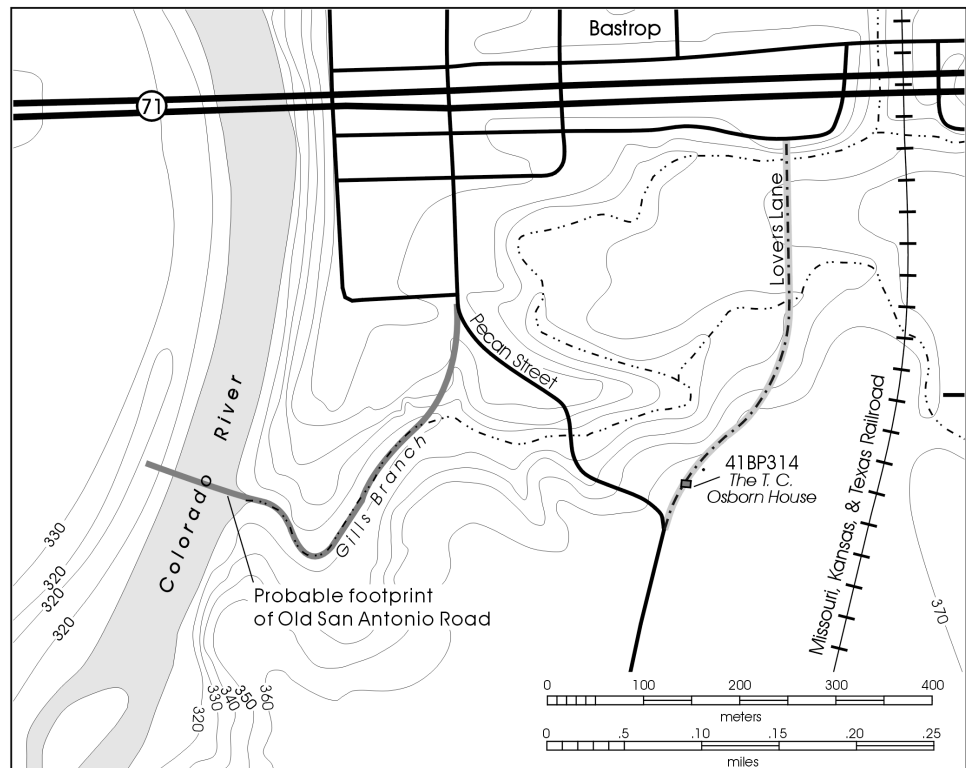 Bastrop
71
Lovers Lane
Pecan Street
Colorado River
Gills Branch
41BP314
The T. C.
Osborn House
Missouri, Kansas, & Texas Railroad
Probable footprint
of Old San Antonio Road
330
320
320
320
370
320
330
340
350
360
0 100 200 300 400
meters
0 .5 .10 .15 .20 .25
miles